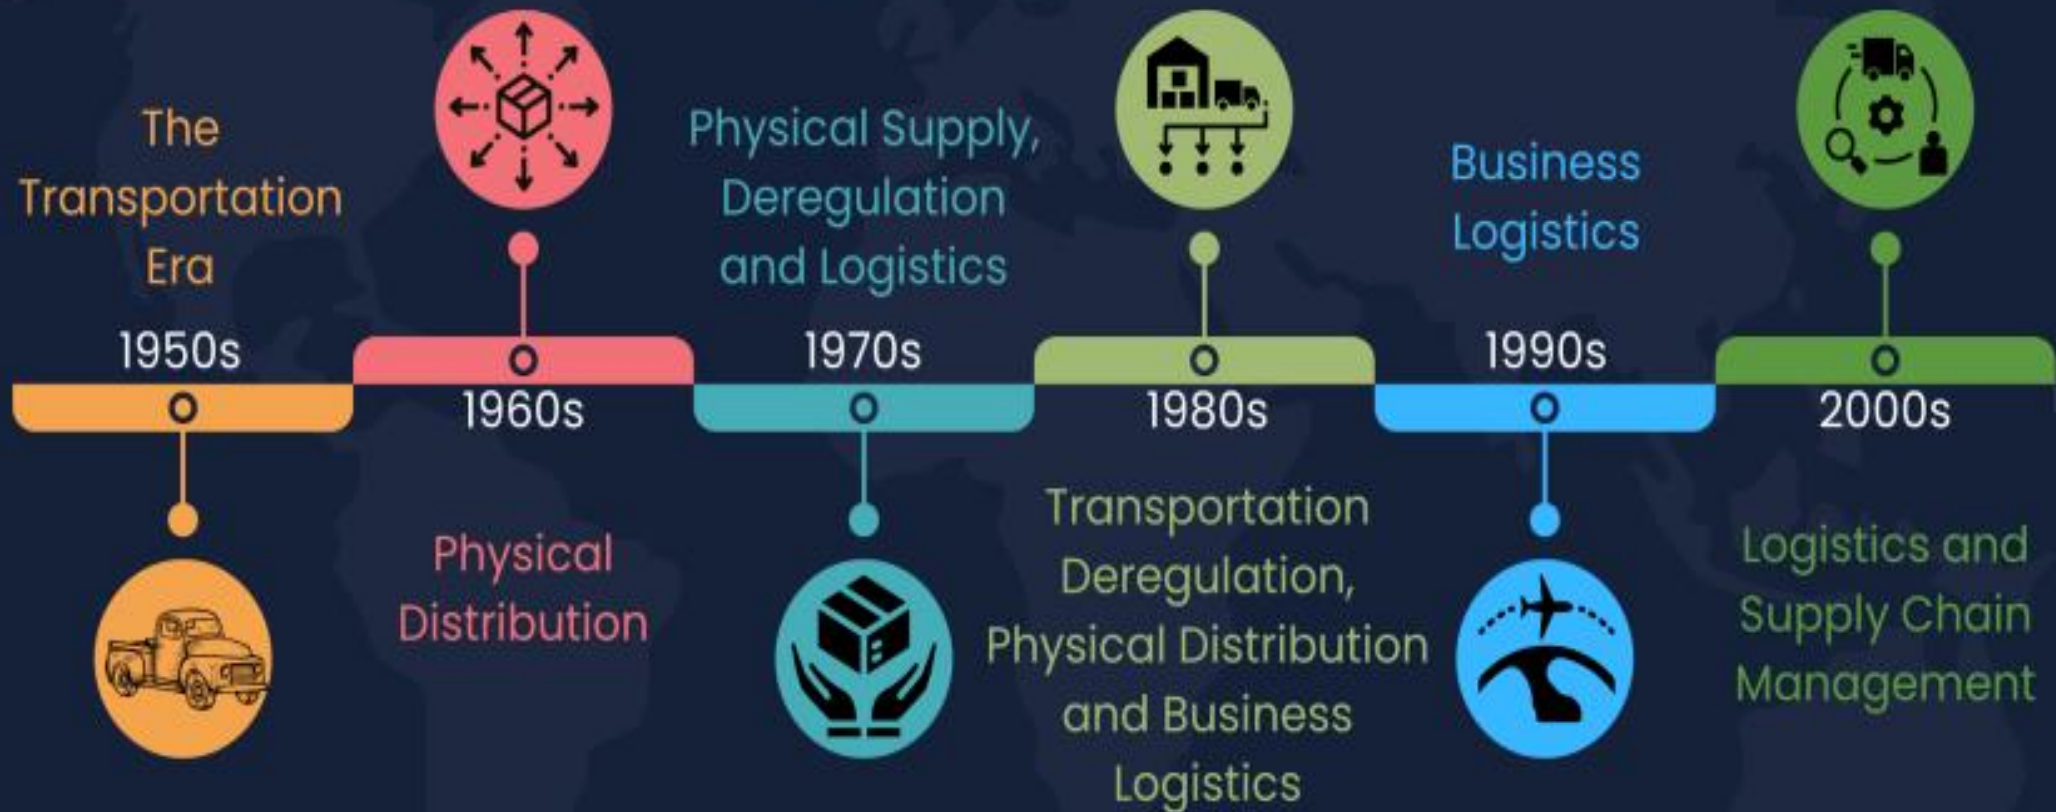 The
Transportation
Era
1950s
1960s
Physical
Distribution
Physical Supply,
Deregulation
and Logistics
1970s
1980s
Transportation
Deregulation,
Physical Distribution
and Business
Logistics
Business
Logistics
1990s
2000s
Logistics and
Supply Chain
Management